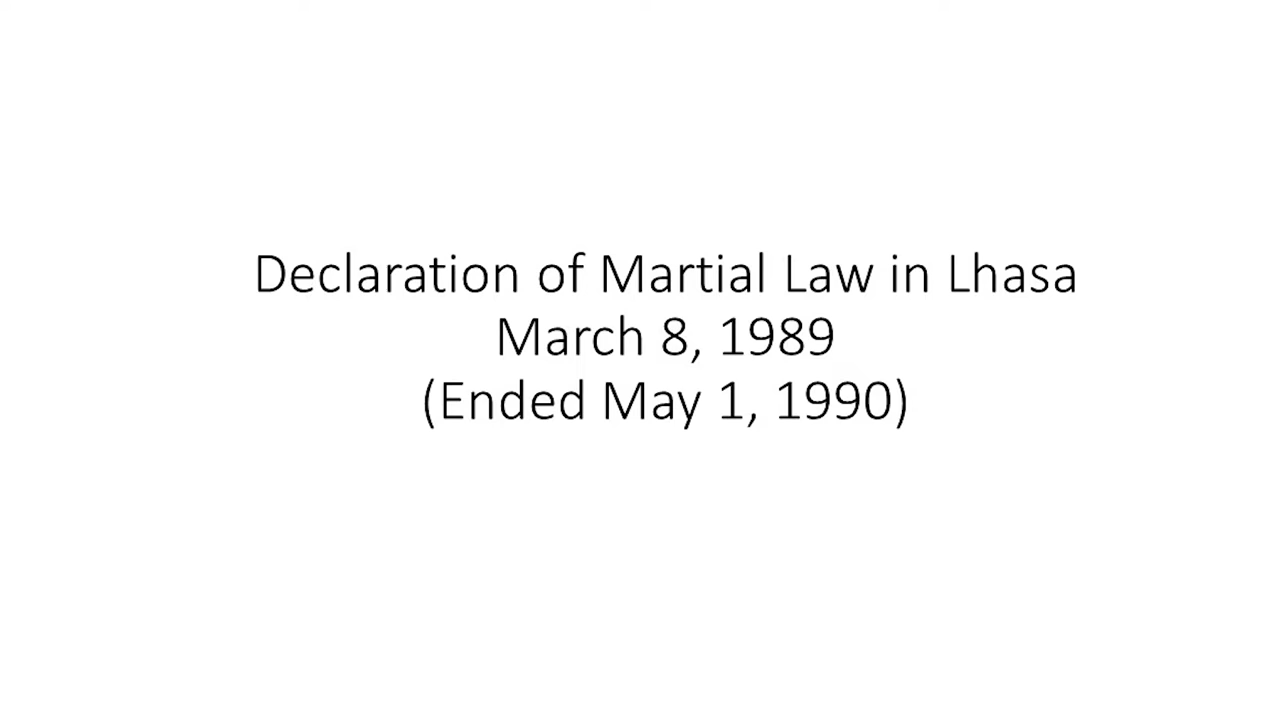 Declaration of Martial Law in Lhasa
March 8, 1989
(Ended May 1, 1990)